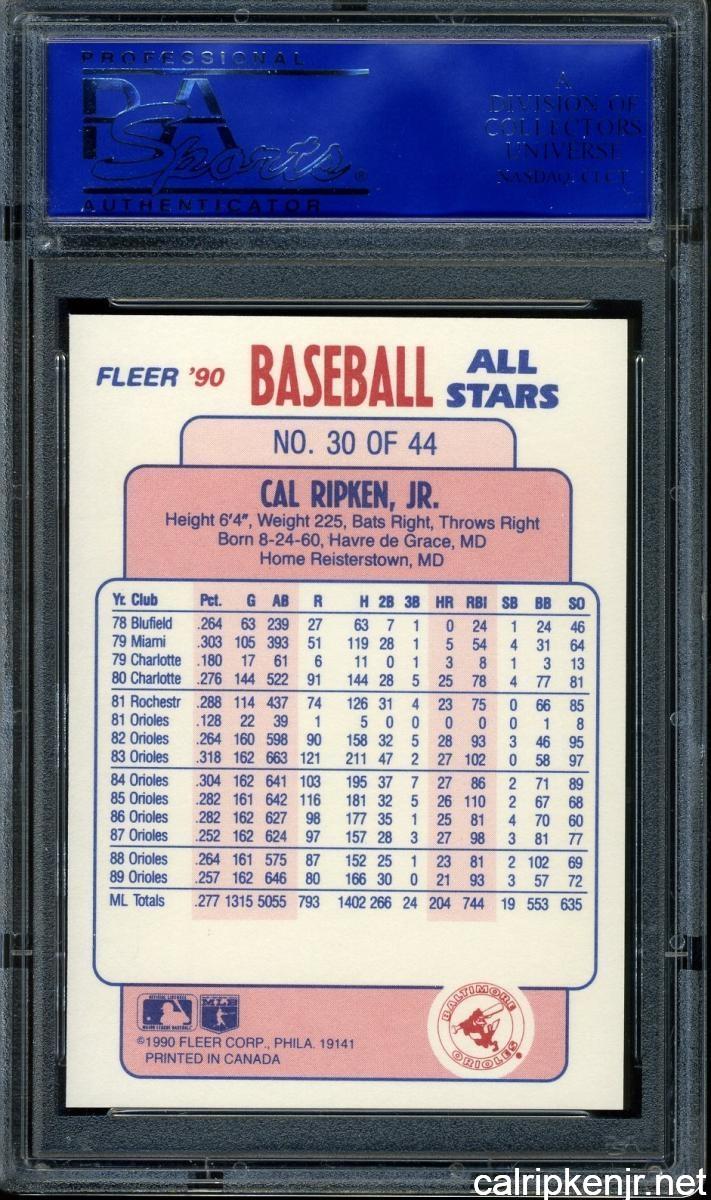 PROFESSIONAL
PSA
Sports®
AUTHENTICATOR
A
DIVISION OF
COLLECTORS
UNIVERSE
NASDAQ: CLCT
FLEER '90 BASEBALL ALL STARS
NO. 30 OF 44
CAL RIPKEN, JR.
Height 6'4", Weight 225, Bats Right, Throws Right
Born 8-24-60, Havre de Grace, MD
Home Reisterstown, MD
Yr. Club Pct. G AB R H 2B 3B HR RBI SB BB SO
78 Blufield .264 63 239 27 63 7 1 0 24 1 24 46
79 Miami .303 105 393 51 119 28 1 5 54 4 31 64
79 Charlotte .180 17 61 6 11 0 1 3 8 1 3 13
80 Charlotte .276 144 522 91 144 28 5 25 78 4 77 81
81 Rochestr .288 114 437 74 126 31 4 23 75 0 66 85
81 Orioles .128 22 39 1 5 0 0 0 0 0 1 8
82 Orioles .264 160 598 90 158 32 5 28 93 3 46 95
83 Orioles .318 162 663 121 211 47 2 27 102 0 58 97
84 Orioles .304 162 641 103 195 37 7 27 86 2 71 89
85 Orioles .282 161 642 116 181 32 5 26 110 2 67 68
86 Orioles .282 162 627 98 177 35 1 25 81 4 70 60
87 Orioles .252 162 624 97 157 28 3 27 98 3 81 77
88 Orioles .264 161 575 87 152 25 1 23 81 2 102 69
89 Orioles .257 162 646 80 166 30 0 21 93 3 57 72
ML Totals .277 1315 5055 793 1402 266 24 204 744 19 553 635
OFFICIAL LICENSEE
MAJOR LEAGUE BASEBALL
MLB
BALTIMORE
ORIOLES
©1990 FLEER CORP., PHILA. 19141
PRINTED IN CANADA
calripkenjr.net